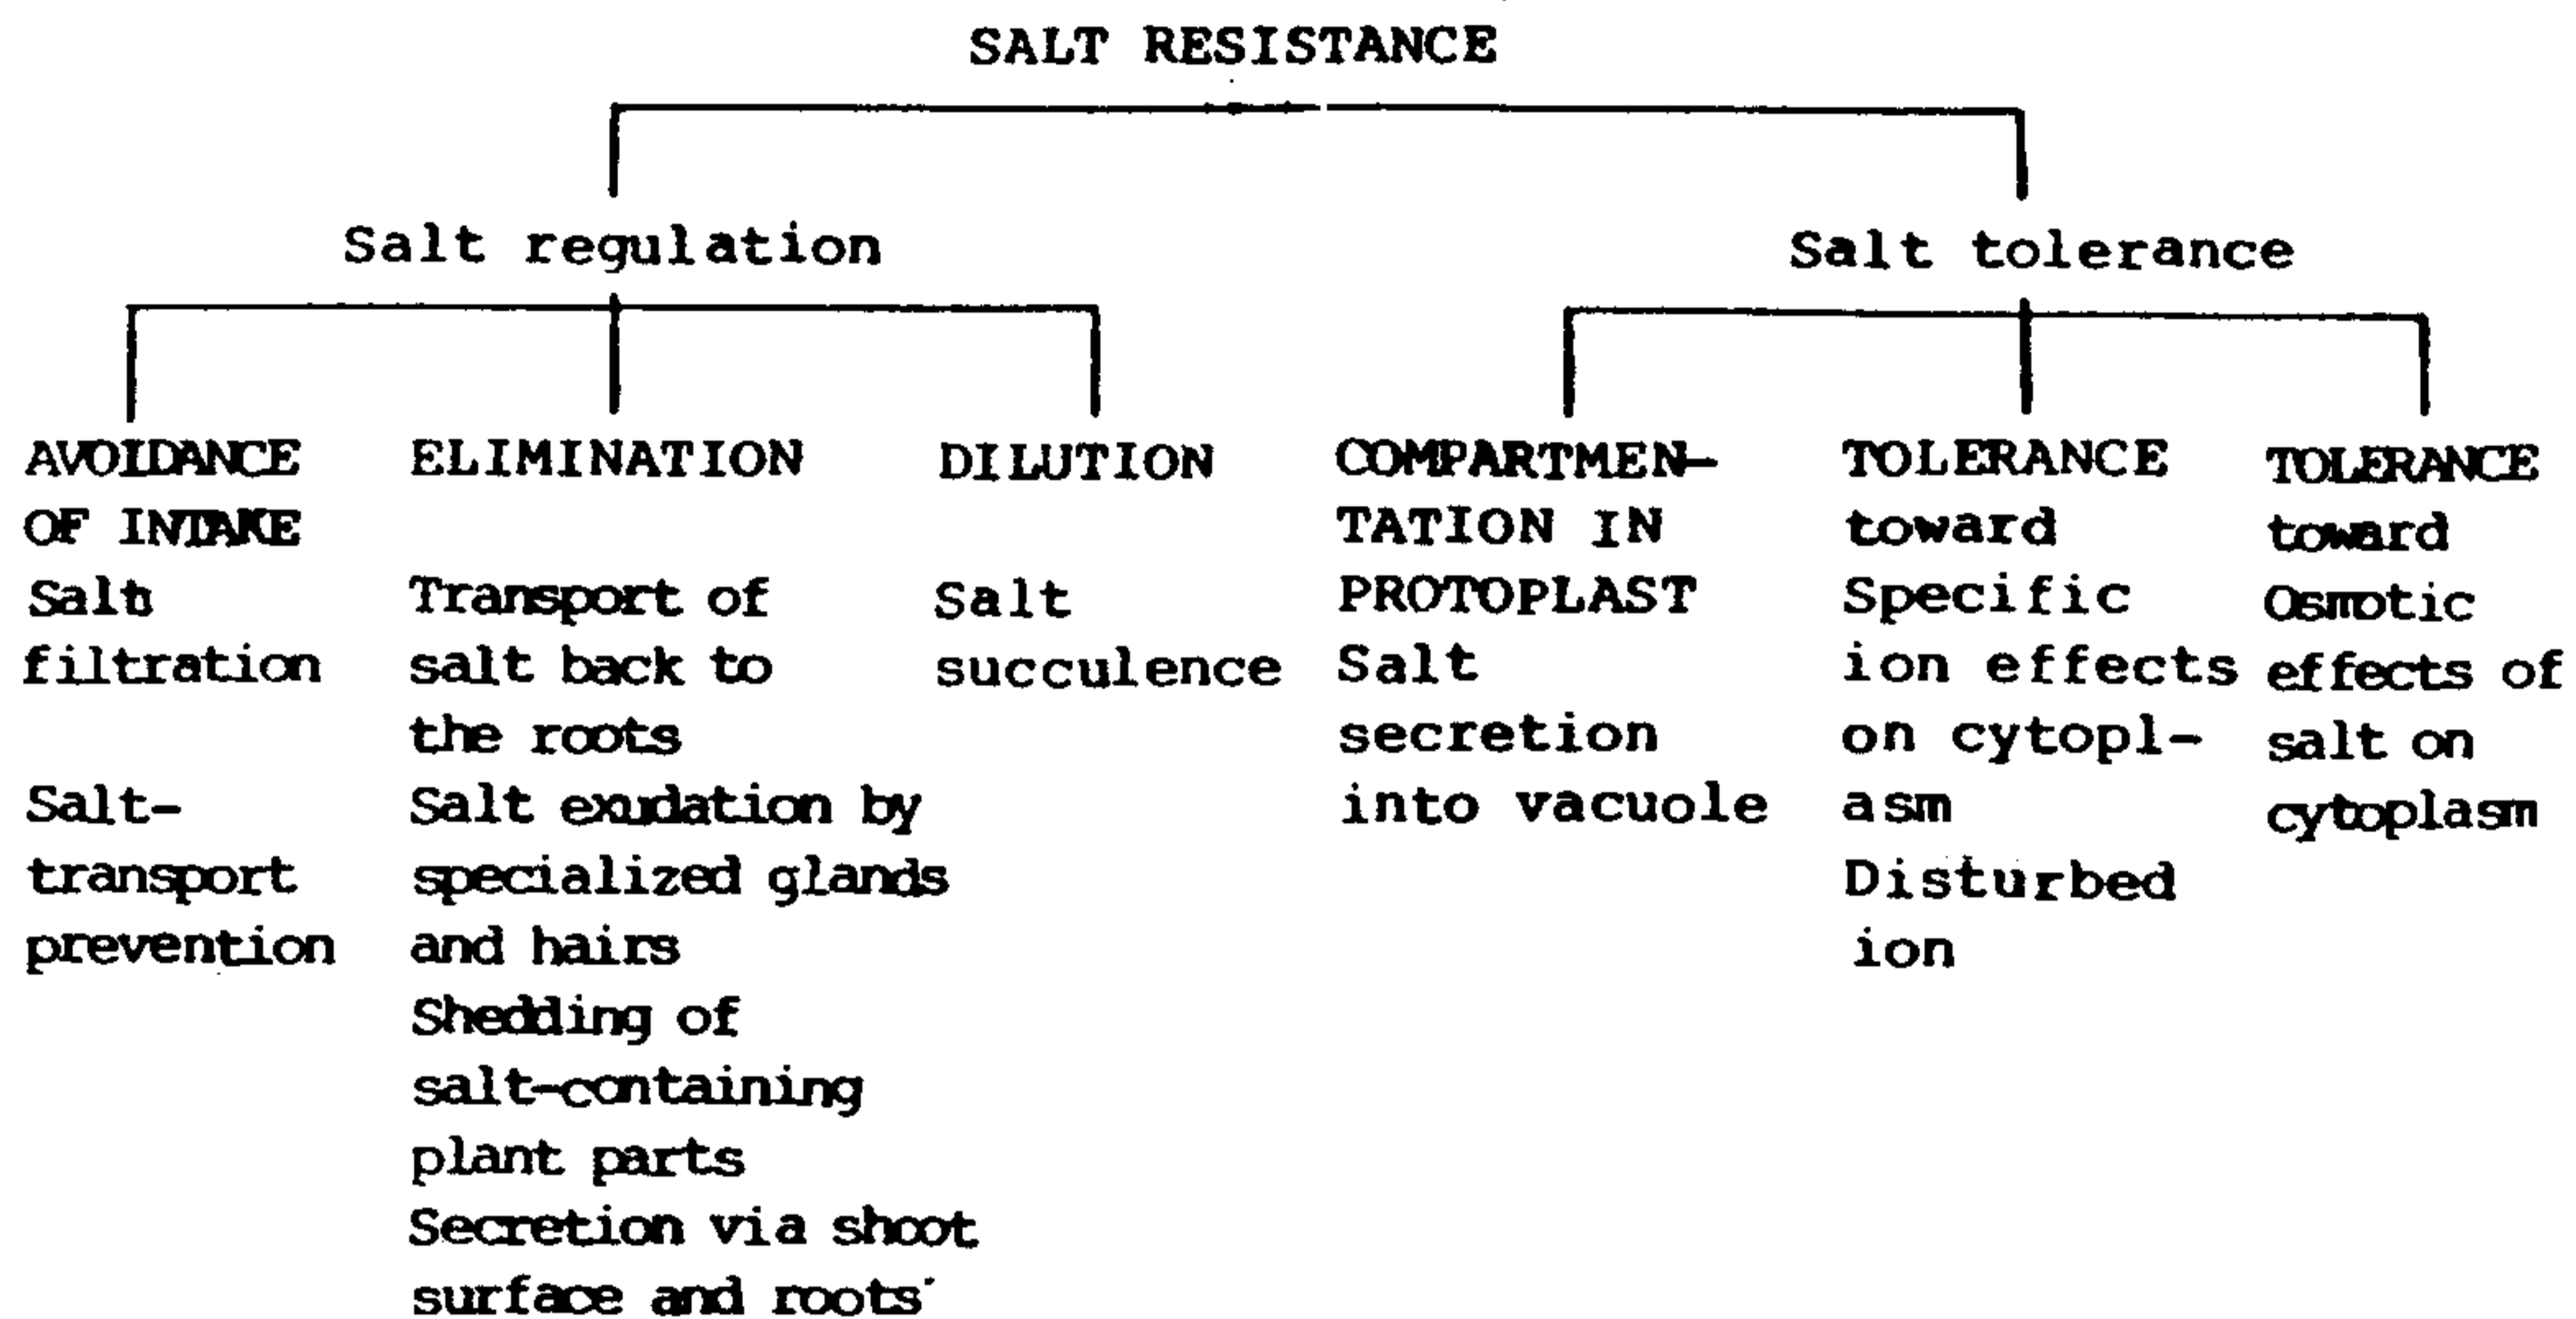 SALT RESISTANCE
Salt regulation
Salt tolerance
AVOIDANCE
OF INTAKE
Salt
filtration
Salt-
transport
prevention
ELIMINATION
Transport of
salt back to
the roots
Salt exudation by
specialized glands
and hairs
Shedding of
salt-containing
plant parts
Secretion via shoot
surface and roots
DILUTION
Salt
succulence
COMPARTMEN-
TATION IN
PROTOPLAST
Salt
secretion
into vacuole
TOLERANCE
toward
Specific
ion effects
on cytopl-
asm
Disturbed
ion
TOLERANCE
toward
Osmotic
effects of
salt on
cytoplasm